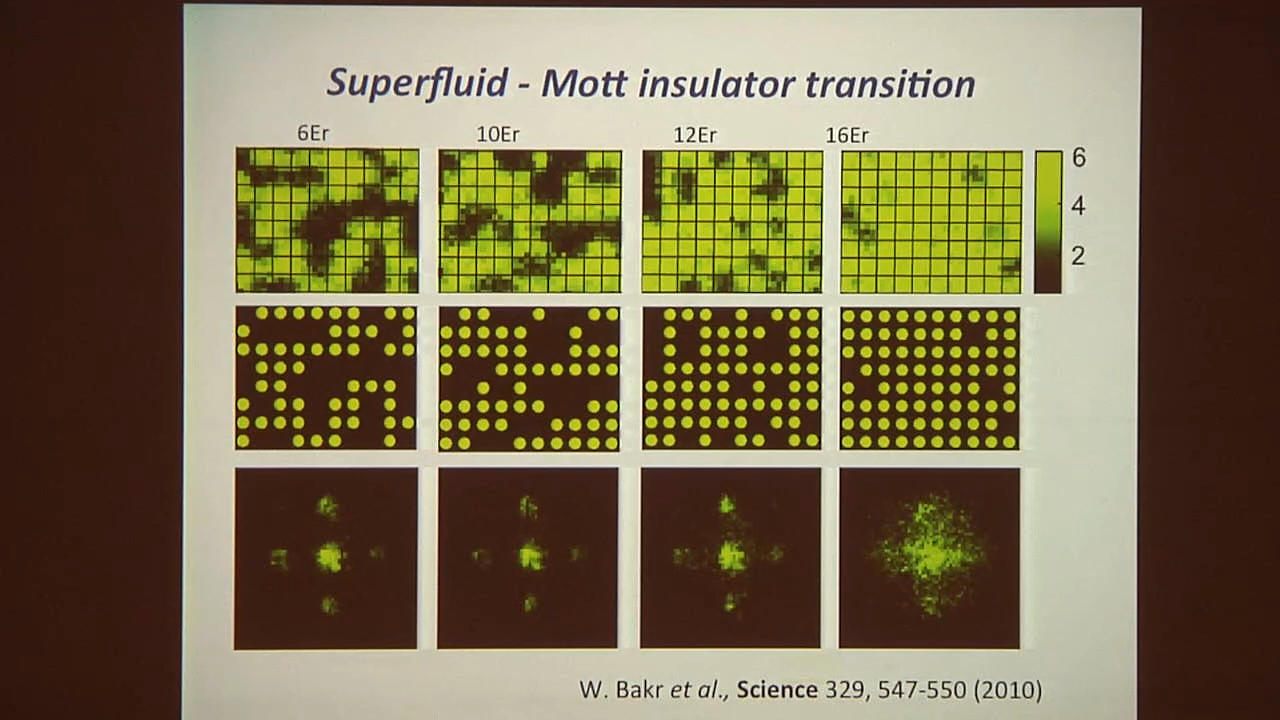 Superfluid - Mott insulator transition
6Er 10Er 12Er 16Er
6
4
2
W. Bakr et al., Science 329, 547-550 (2010)